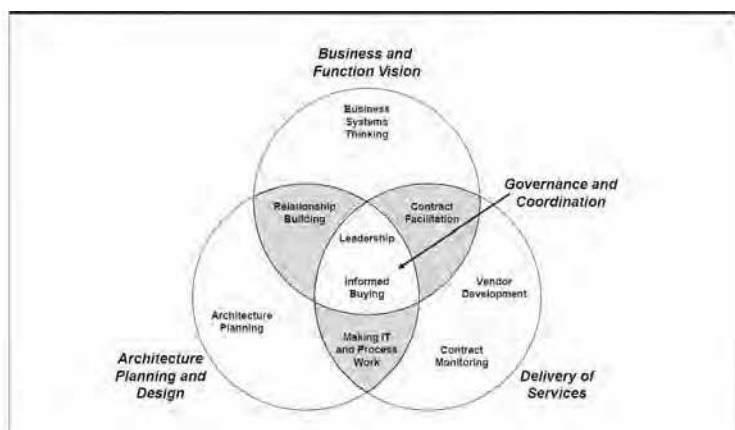 Business and
Function Vision
Business
Systems
Thinking
Governance and
Coordination
Relationship
Building
Contract
Facilitation
Leadership
Informed
Buying
Vendor
Development
Architecture
Planning
Making IT
and Process
Work
Contract
Monitoring
Architecture
Planning and
Design
Delivery of
Services